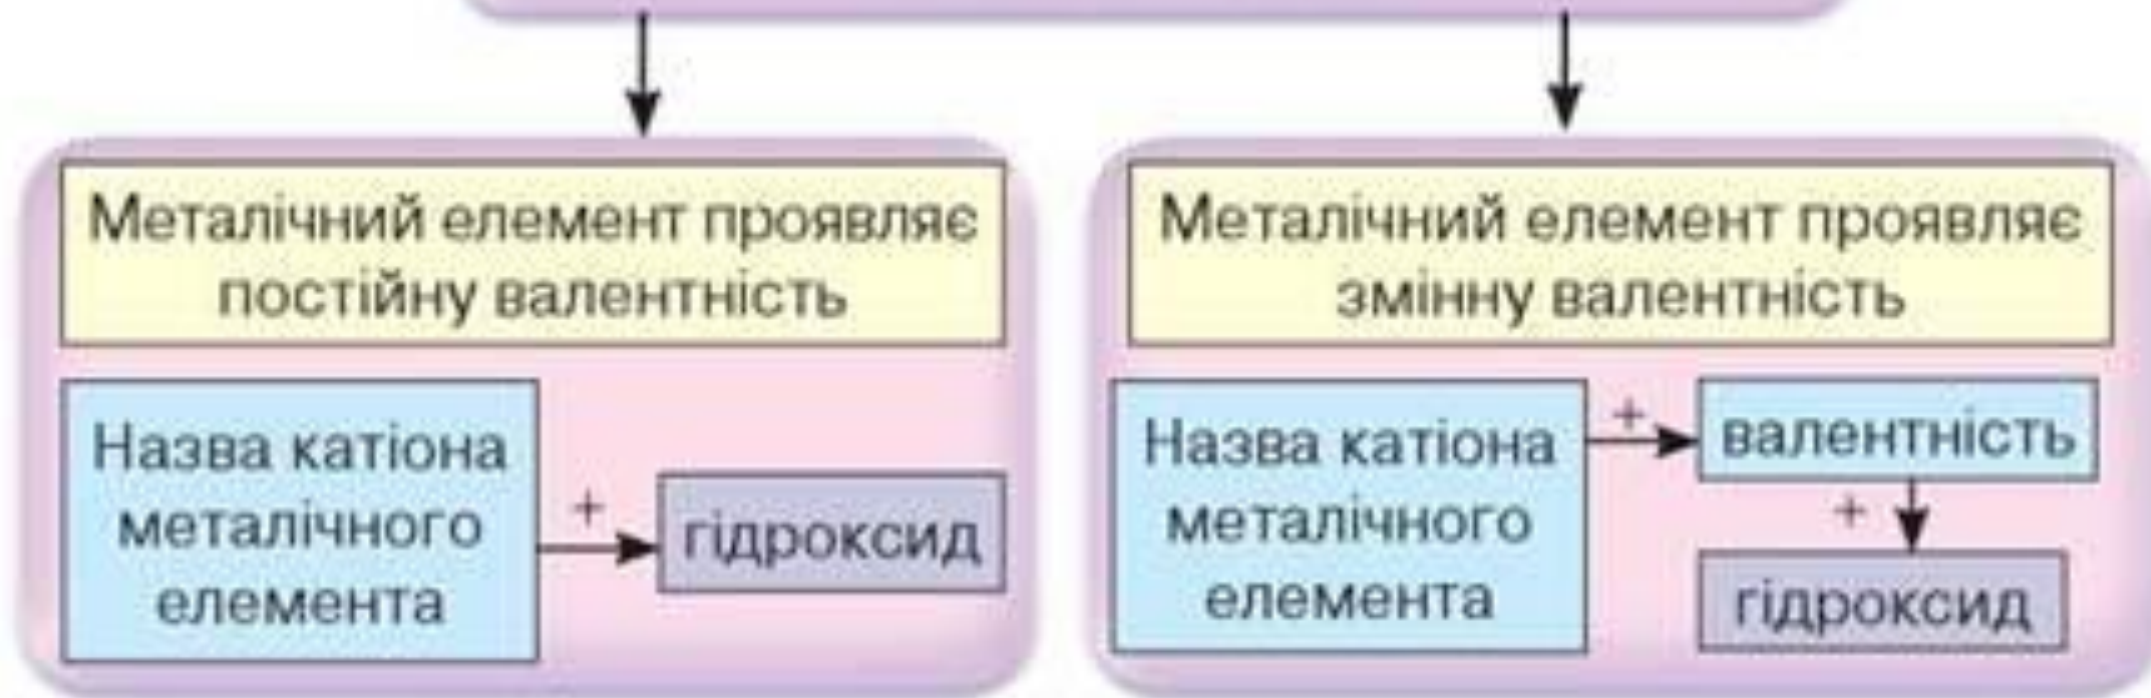 Металічний елемент проявляє
постійну валентність
Назва катіона
металічного
елемента
+
гідроксид
Металічний елемент проявляє
змінну валентність
Назва катіона
металічного
елемента
+
валентність
+
гідроксид